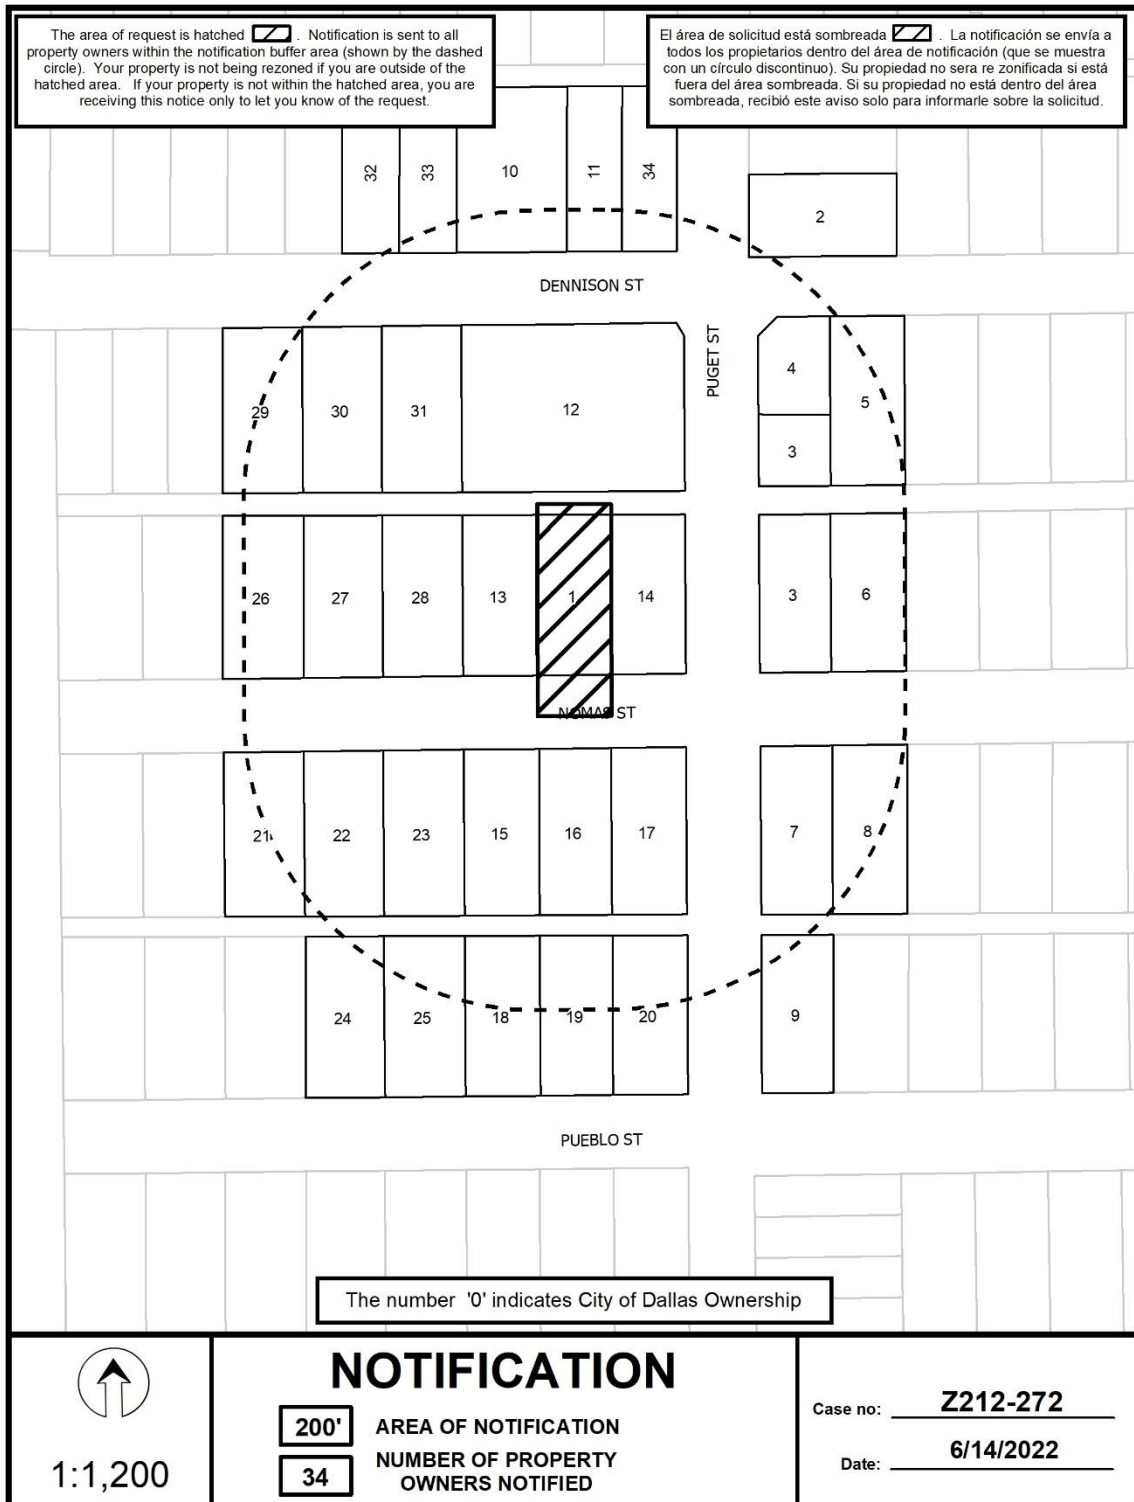 The area of request is hatched . Notification is sent to all
property owners within the notification buffer area (shown by the dashed
circle). Your property is not being rezoned if you are outside of the
hatched area. If your property is not within the hatched area, you are
receiving this notice only to let you know of the request.
El área de solicitud está sombreada . La notificación se envía a
todos los propietarios dentro del área de notificación (que se muestra
con un círculo discontinuo). Su propiedad no sera re zonificada si está
fuera del área sombreada. Si su propiedad no está dentro del área
sombreada, recibió este aviso solo para informarle sobre la solicitud.
32 33 10 11 34
2
DENNISON ST
PUGET ST
4
29 30 31 12 5
3
26 27 28 13 1 14 3 6
NOMAS ST
21 22 23 15 16 17 7 8
24 25 18 19 20 9
PUEBLO ST
The number '0' indicates City of Dallas Ownership
1:1,200
NOTIFICATION
200' AREA OF NOTIFICATION
34 NUMBER OF PROPERTY
OWNERS NOTIFIED
Case no: Z212-272
Date: 6/14/2022